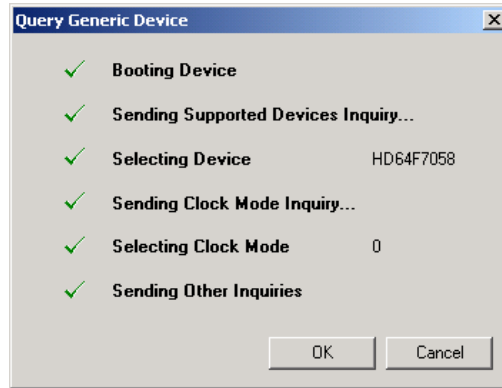 Query Generic Device
Booting Device
Sending Supported Devices Inquiry...
Selecting Device HD64F7058
Sending Clock Mode Inquiry...
Selecting Clock Mode 0
Sending Other Inquiries
OK Cancel